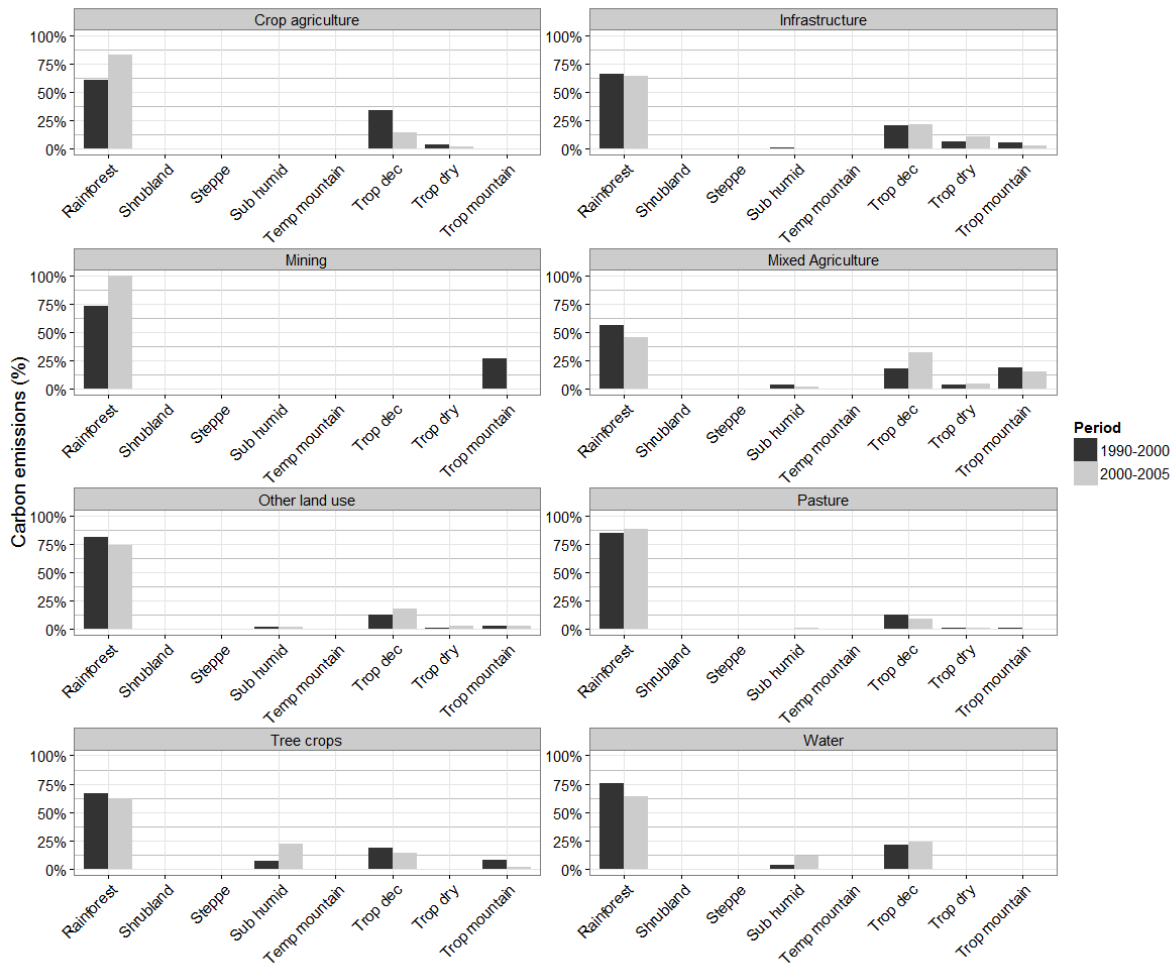 Crop agriculture
100%
75%
50%
25%
0%
Rainforest
Shrubland
Steppe
Sub humid
Temp mountain
Trop dec
Trop dry
Trop mountain
Infrastructure
100%
75%
50%
25%
0%
Rainforest
Shrubland
Steppe
Sub humid
Temp mountain
Trop dec
Trop dry
Trop mountain
Mining
100%
75%
50%
25%
0%
Rainforest
Shrubland
Steppe
Sub humid
Temp mountain
Trop dec
Trop dry
Trop mountain
Mixed Agriculture
100%
75%
50%
25%
0%
Rainforest
Shrubland
Steppe
Sub humid
Temp mountain
Trop dec
Trop dry
Trop mountain
Carbon emissions (%)
Period
1990-2000
2000-2005
Other land use
100%
75%
50%
25%
0%
Rainforest
Shrubland
Steppe
Sub humid
Temp mountain
Trop dec
Trop dry
Trop mountain
Pasture
100%
75%
50%
25%
0%
Rainforest
Shrubland
Steppe
Sub humid
Temp mountain
Trop dec
Trop dry
Trop mountain
Tree crops
100%
75%
50%
25%
0%
Rainforest
Shrubland
Steppe
Sub humid
Temp mountain
Trop dec
Trop dry
Trop mountain
Water
100%
75%
50%
25%
0%
Rainforest
Shrubland
Steppe
Sub humid
Temp mountain
Trop dec
Trop dry
Trop mountain